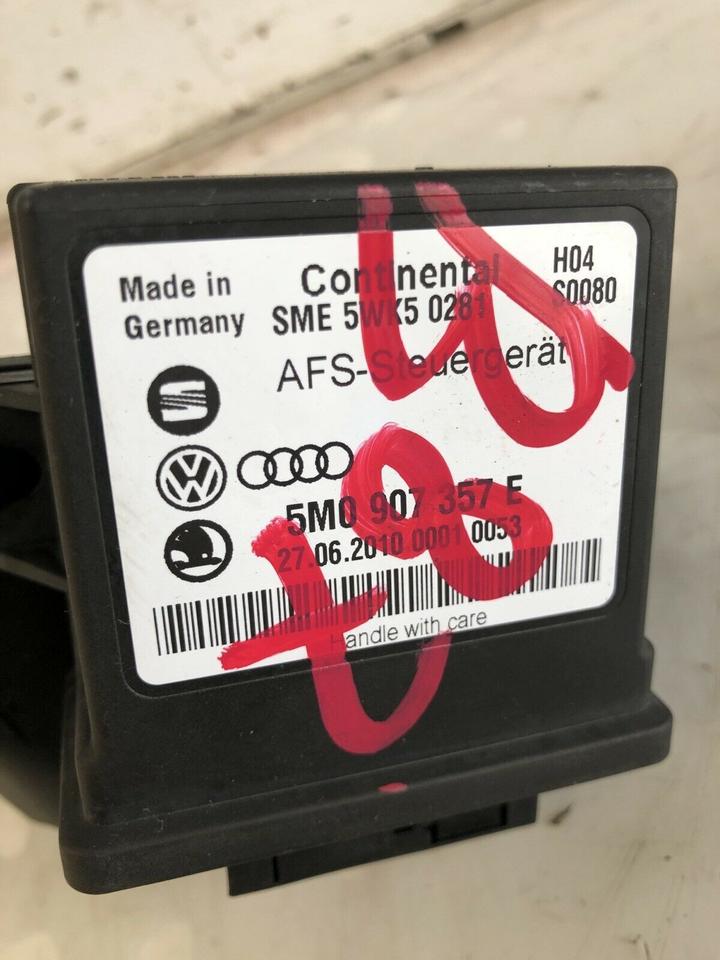 Made in
Germany
Continental
SME 5WK5 0281
H04
S0080
AFS-Steuergerät
5M0 907 357 E
27.06.2010 0001 0053
Handle with care